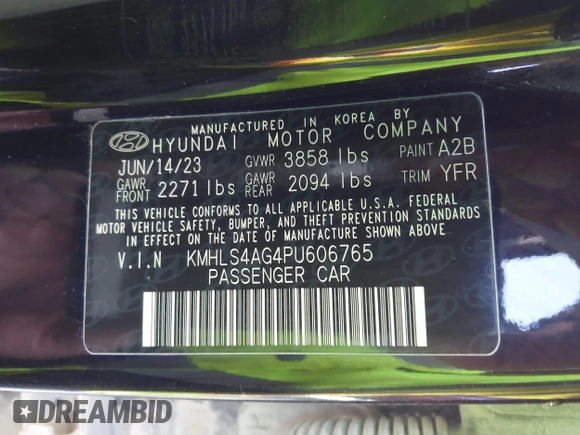 MANUFACTURED IN KOREA BY
HYUNDAI MOTOR COMPANY
JUN/14/23 GVWR 3858 lbs PAINT A2B
GAWR FRONT 2271 lbs GAWR REAR 2094 lbs TRIM YFR
THIS VEHICLE CONFORMS TO ALL APPLICABLE U.S.A. FEDERAL
MOTOR VEHICLE SAFETY, BUMPER, AND THEFT PREVENTION STANDARDS
IN EFFECT ON THE DATE OF MANUFACTURE SHOWN ABOVE.
V.I.N KMHLS4AG4PU606765
PASSENGER CAR
DREAMBID